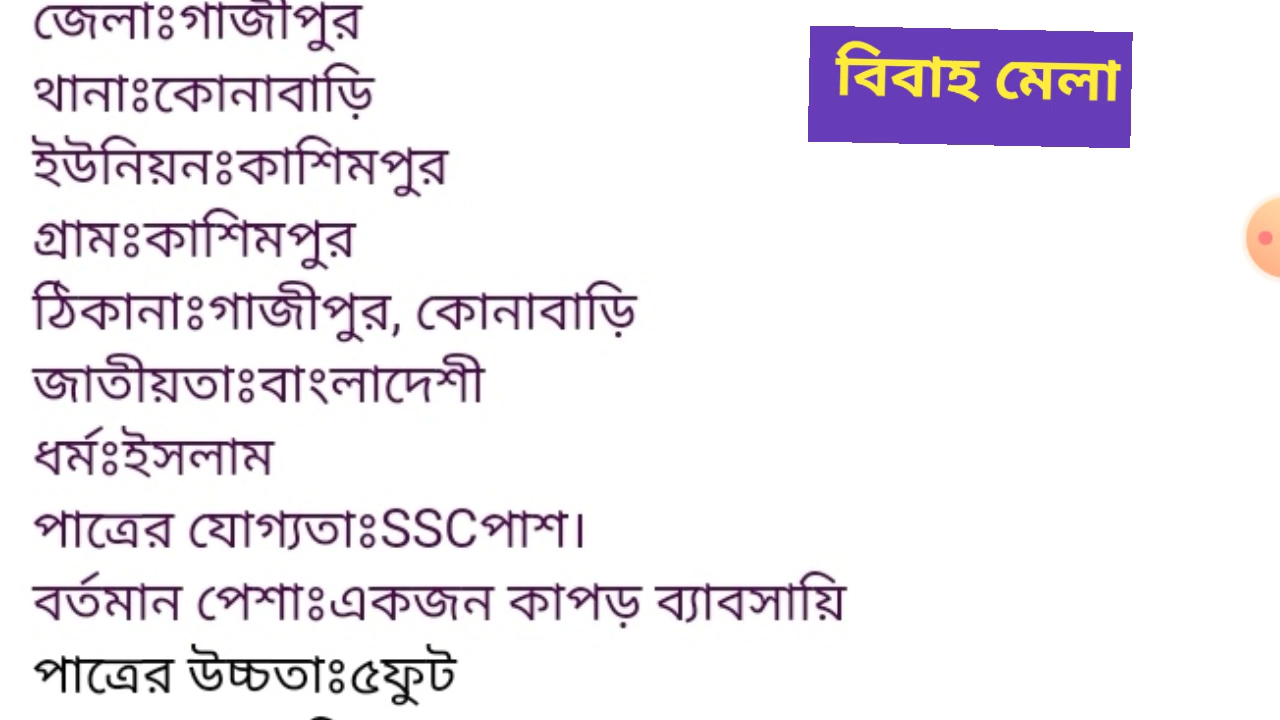 জেলাঃগাজীপুর
থানাঃকোনাবাড়ি
ইউনিয়নঃকাশিমপুর
গ্রামঃকাশিমপুর
ঠিকানাঃগাজীপুর, কোনাবাড়ি
জাতীয়তাঃবাংলাদেশী
ধর্মঃইসলাম
পাত্রের যোগ্যতাঃSSCপাশ।
বর্তমান পেশাঃএকজন কাপড় ব্যাবসায়ি
পাত্রের উচ্চতাঃ৫ফুট
বিবাহ মেলা